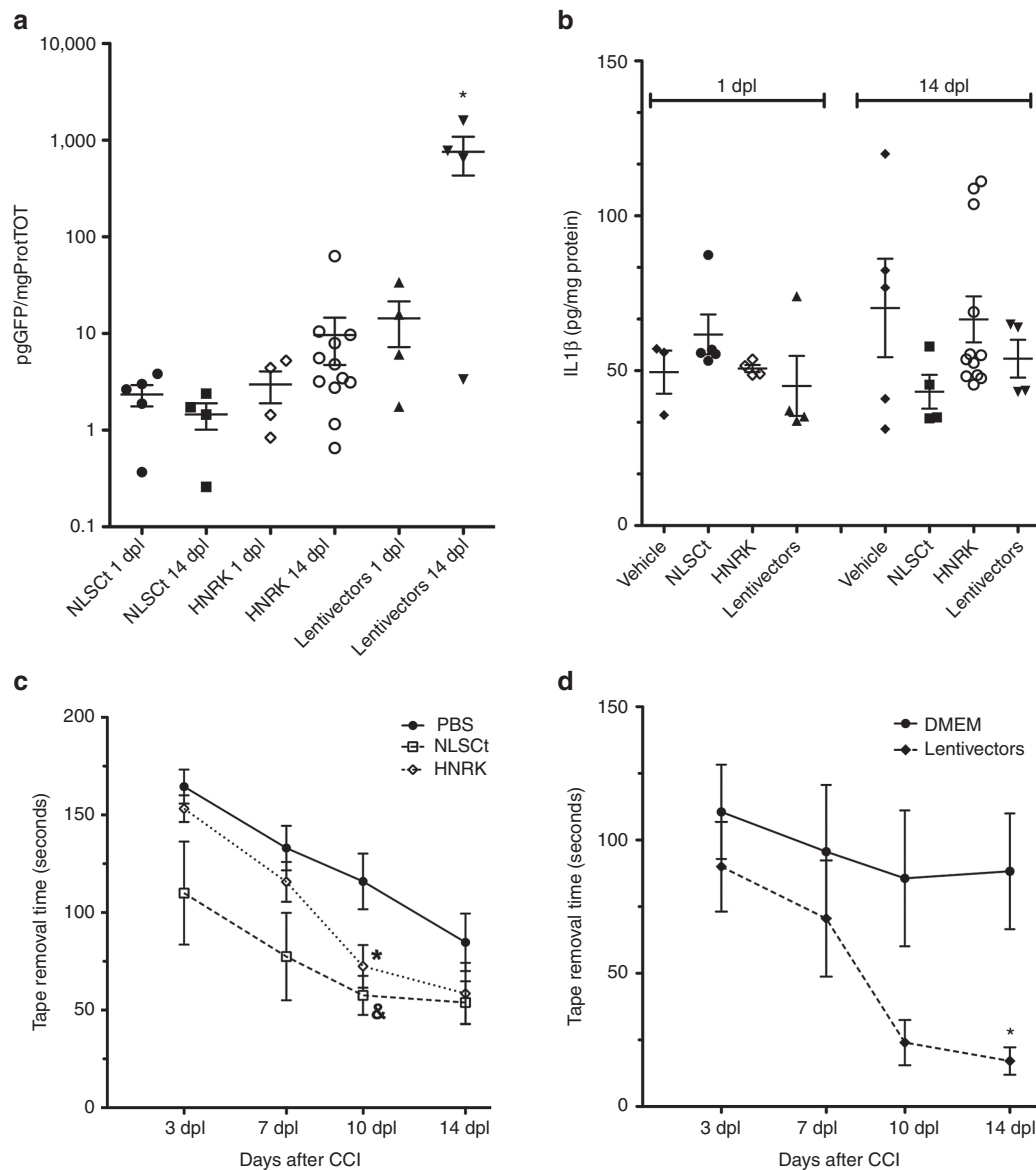 a
10,000
1,000
100
10
1
0.1
pgGFP/mgProtTOT
*
NLSCt 1 dpl
NLSCt 14 dpl
HNRK 1 dpl
HNRK 14 dpl
Lentivectors 1 dpl
Lentivectors 14 dpl
b
150
100
50
0
IL1β (pg/mg protein)
1 dpl
14 dpl
Vehicle
NLSCt
HNRK
Lentivectors
Vehicle
NLSCt
HNRK
Lentivectors
c
200
150
100
50
0
Tape removal time (seconds)
PBS
NLSCt
HNRK
*
&
3 dpl
7 dpl
10 dpl
14 dpl
Days after CCI
d
150
100
50
0
Tape removal time (seconds)
DMEM
Lentivectors
*
3 dpl
7 dpl
10 dpl
14 dpl
Days after CCI